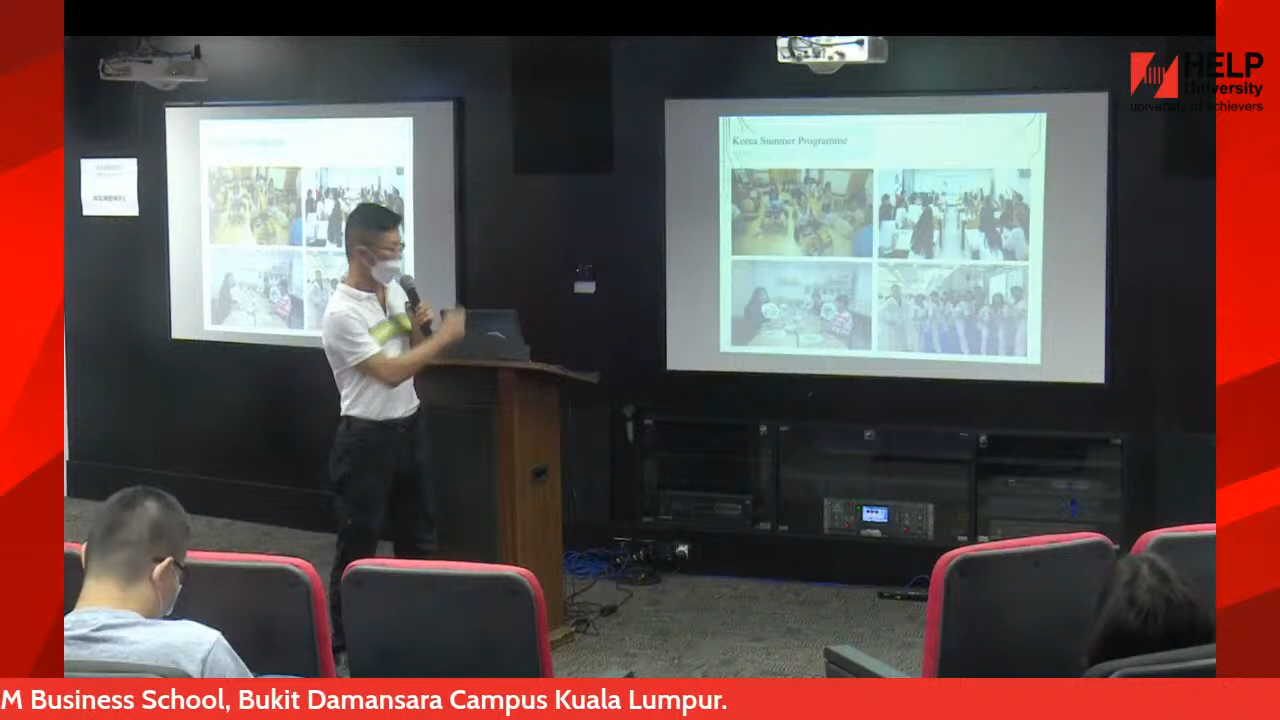 HELP
University
university of achievers
Korea Summer Programme
M Business School, Bukit Damansara Campus Kuala Lumpur.